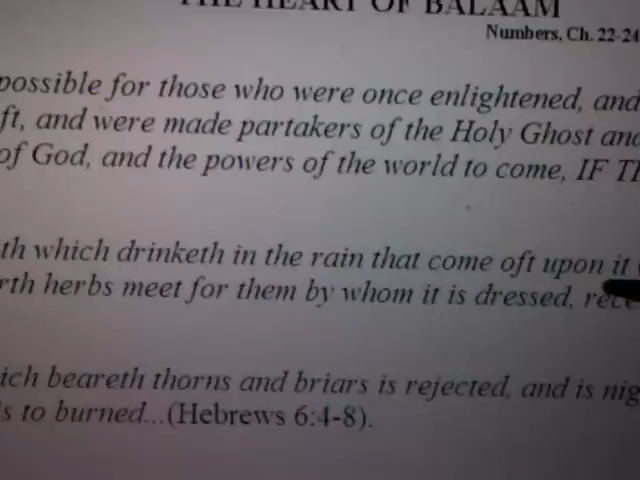 THE HEART OF BALAAM
Numbers, Ch. 22-24
possible for those who were once enlightened, and
ft, and were made partakers of the Holy Ghost and
of God, and the powers of the world to come, IF TH
th which drinketh in the rain that come oft upon it
rth herbs meet for them by whom it is dressed, rece
ich beareth thorns and briars is rejected, and is nig
s to burned...(Hebrews 6:4-8).